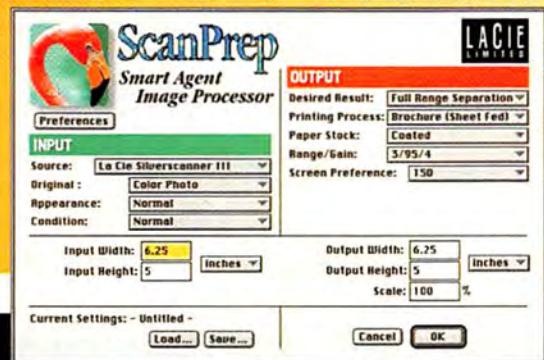 ScanPrep
Smart Agent
Image Processor
Preferences
LACIE
LIMITED
INPUT
Source: La Cie Silverscanner III
Original : Color Photo
Appearance: Normal
Condition: Normal
OUTPUT
Desired Result: Full Range Separation
Printing Process: Brochure (Sheet Fed)
Paper Stock: Coated
Range/Gain: 3/95/4
Screen Preference: 150
Input Width: 6.25
Input Height: 5
inches
Output Width: 6.25
Output Height: 5
inches
Scale: 100 %
Current Settings: - Untitled -
Load... Save...
Cancel OK